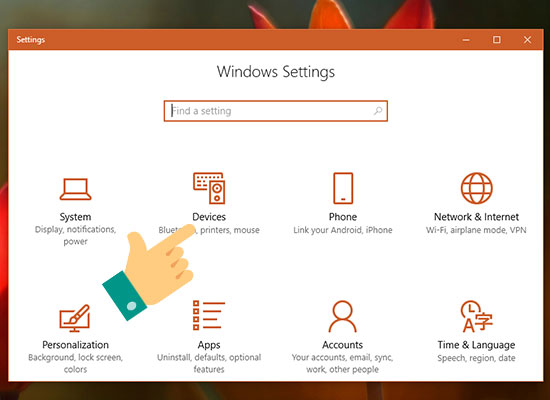 Settings
Windows Settings
Find a setting
System
Display, notifications,
power
Devices
Bluetooth, printers, mouse
Phone
Link your Android, iPhone
Network & Internet
Wi-Fi, airplane mode, VPN
Personalization
Background, lock screen,
colors
Apps
Uninstall, defaults, optional
features
Accounts
Your accounts, email, sync,
work, other people
Time & Language
Speech, region, date